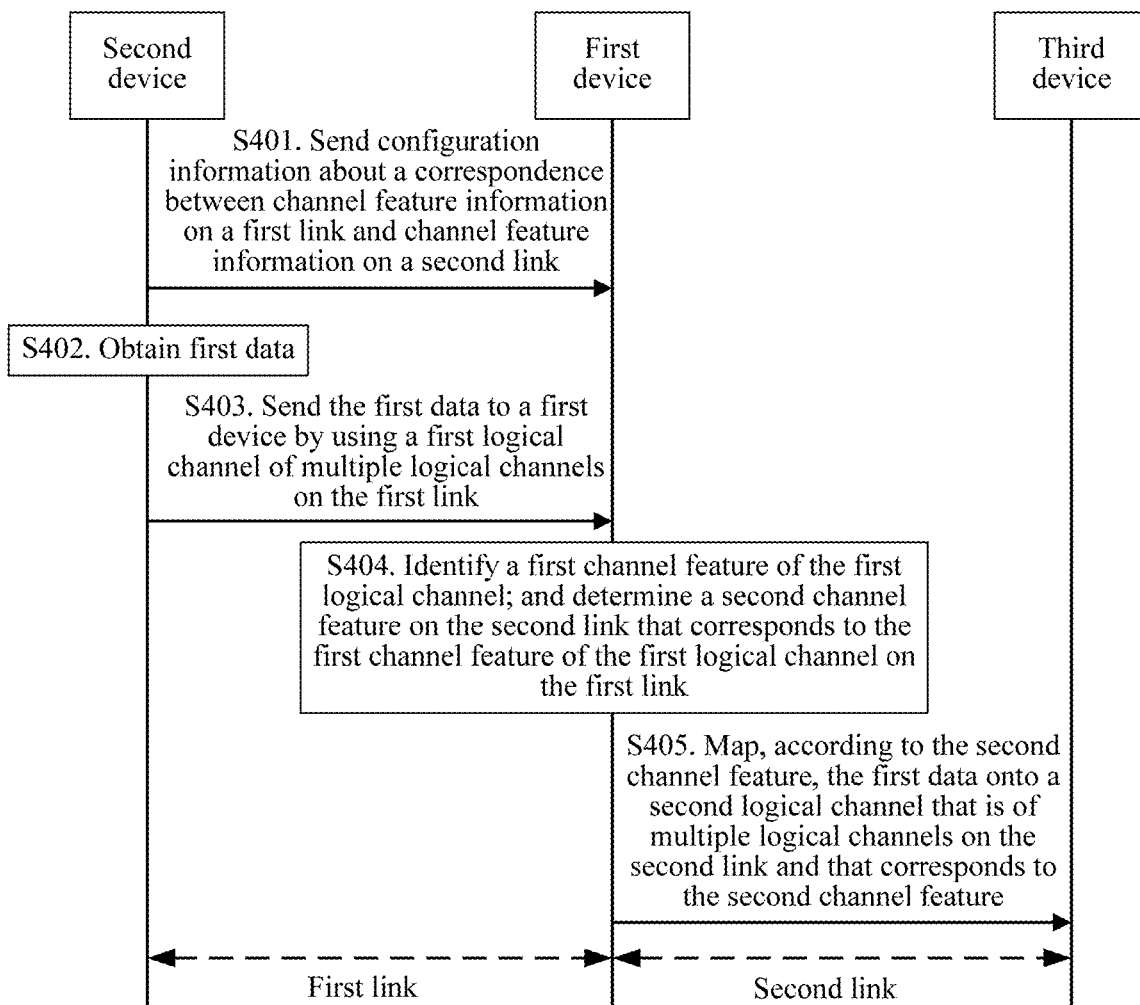 Second
device
First
device
Third
device
S401. Send configuration
information about a correspondence
between channel feature information
on a first link and channel feature
information on a second link
S402. Obtain first data
S403. Send the first data to a first
device by using a first logical
channel of multiple logical channels
on the first link
S404. Identify a first channel feature of the first
logical channel; and determine a second channel
feature on the second link that corresponds to the
first channel feature of the first logical channel on
the first link
S405. Map, according to the second
channel feature, the first data onto a
second logical channel that is of
multiple logical channels on the
second link and that corresponds to
the second channel feature
First link
Second link